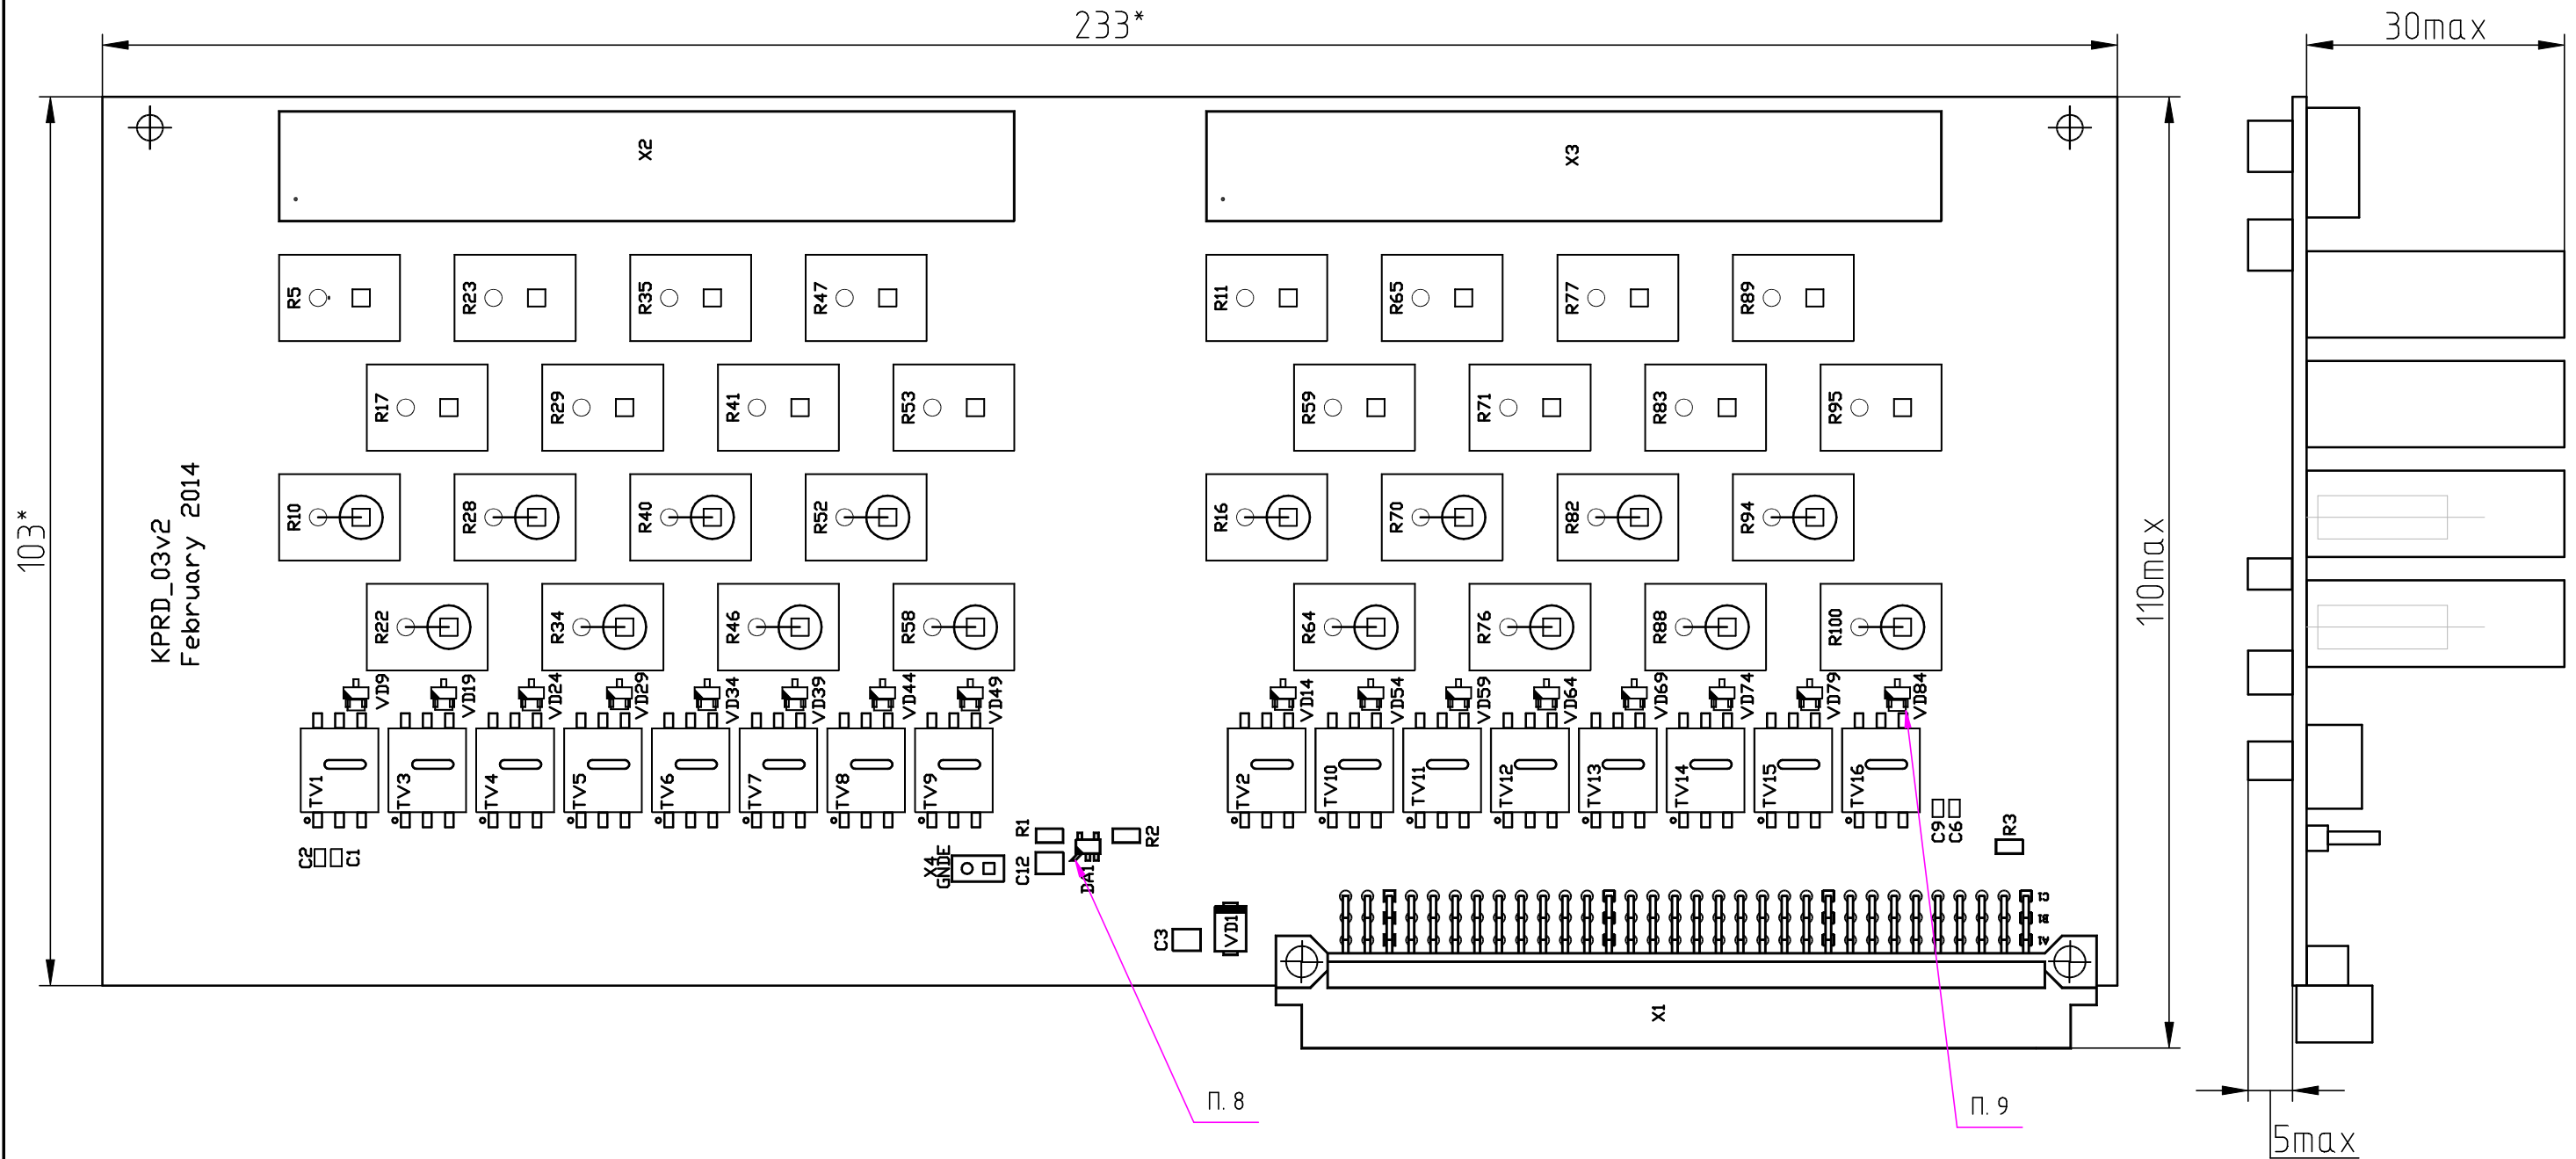 233*
30max
X2
X3
R5
R23
R35
R47
R11
R65
R77
R89
R17
R29
R41
R53
R59
R71
R83
R95
103*
KPRD_03v2
February 2014
R10
R28
R40
R52
R16
R70
R82
R94
110max
R22
R34
R46
R58
R64
R76
R88
R100
VD9
VD19
VD24
VD29
VD34
VD39
VD44
VD49
VD14
VD54
VD59
VD64
VD69
VD74
VD79
VD84
TV1
TV3
TV4
TV5
TV6
TV7
TV8
TV9
TV2
TV10
TV11
TV12
TV13
TV14
TV15
TV16
C2
C1
X4
GNDE
R1
C12
DA1
R2
C9
C6
R3
C3
VD1
C1
B1
A1
X1
П. 8
П. 9
5max